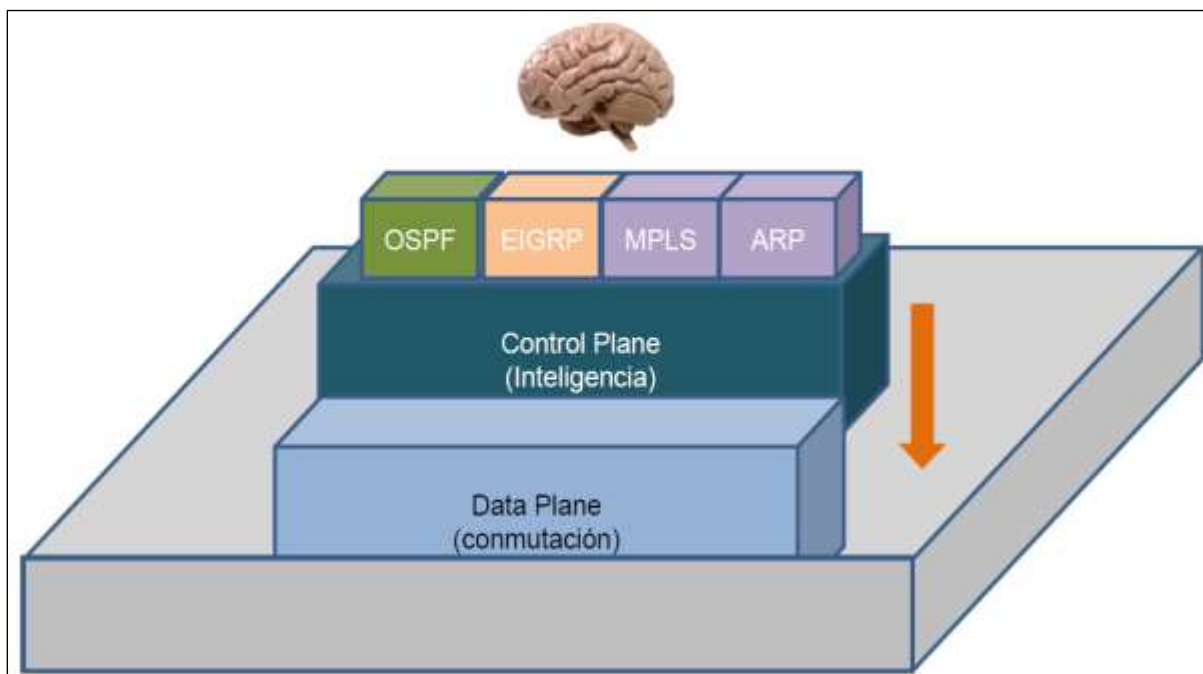 OSPF EIGRP MPLS ARP
Control Plane
(Inteligencia)
Data Plane
(conmutación)